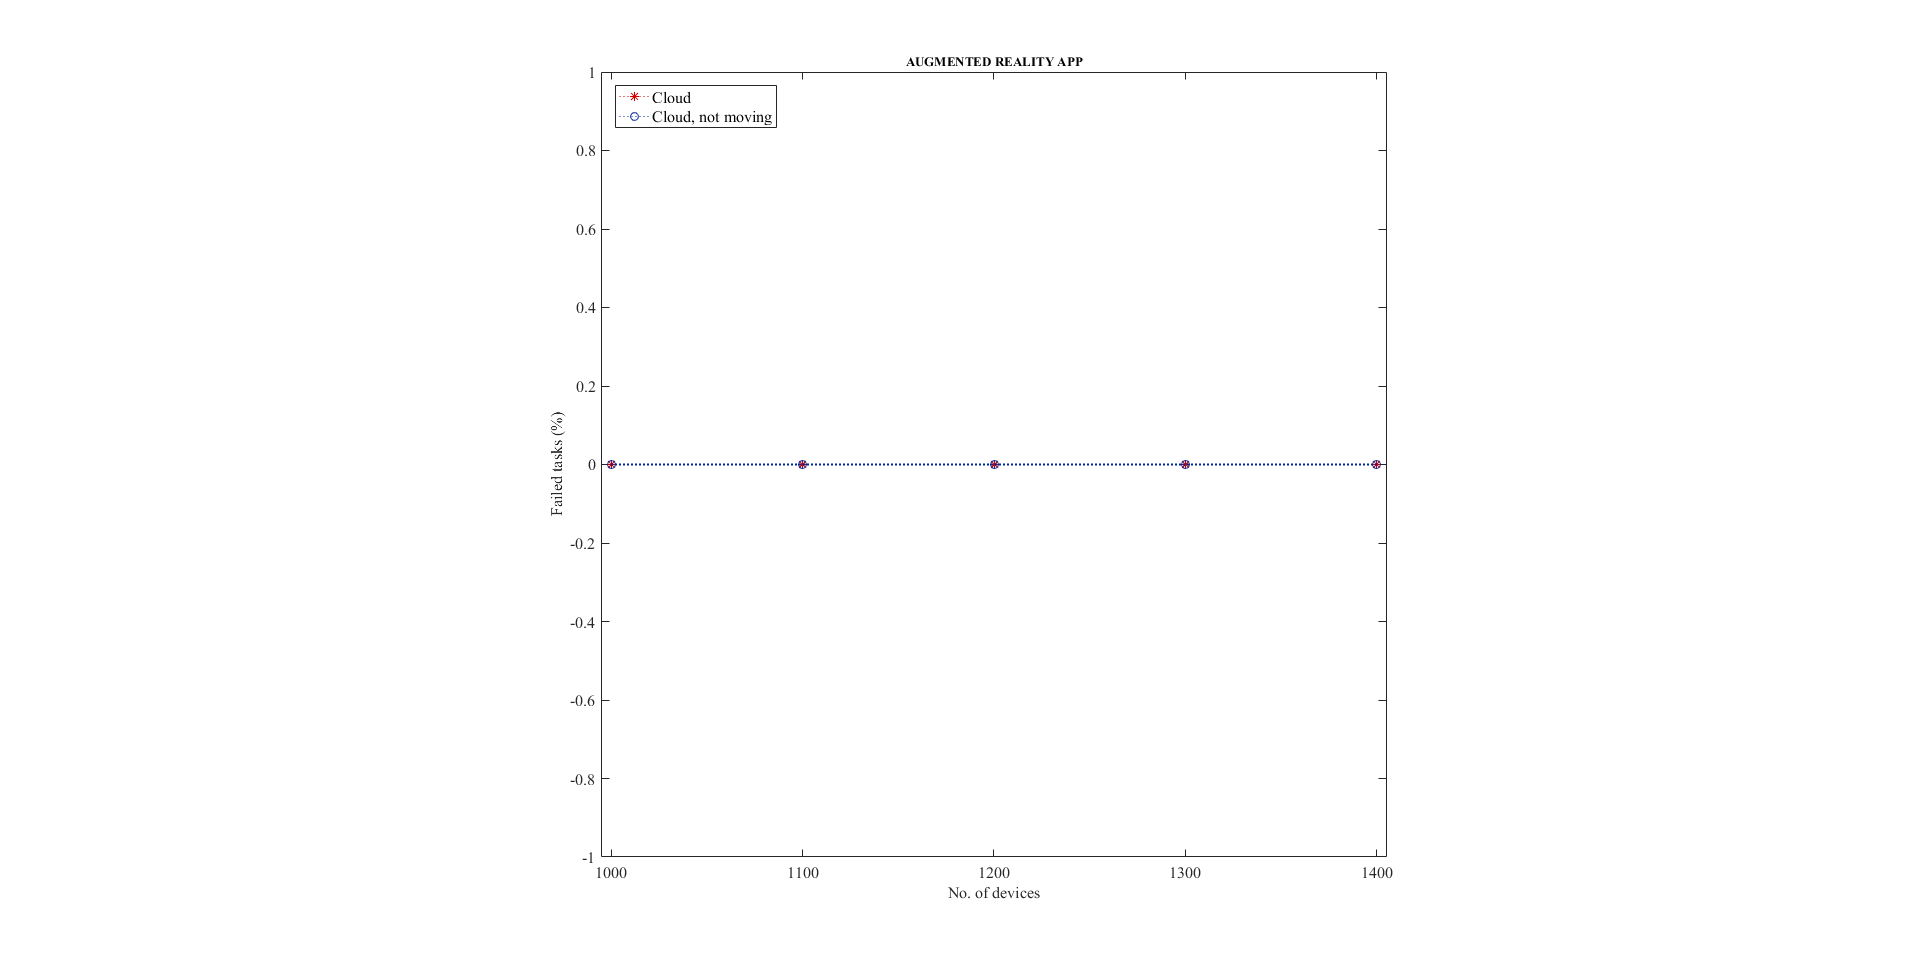 AUGMENTED REALITY APP
Cloud
Cloud, not moving
1
0.8
0.6
0.4
0.2
0
-0.2
-0.4
-0.6
-0.8
-1
Failed tasks (%)
1000 1100 1200 1300 1400
No. of devices